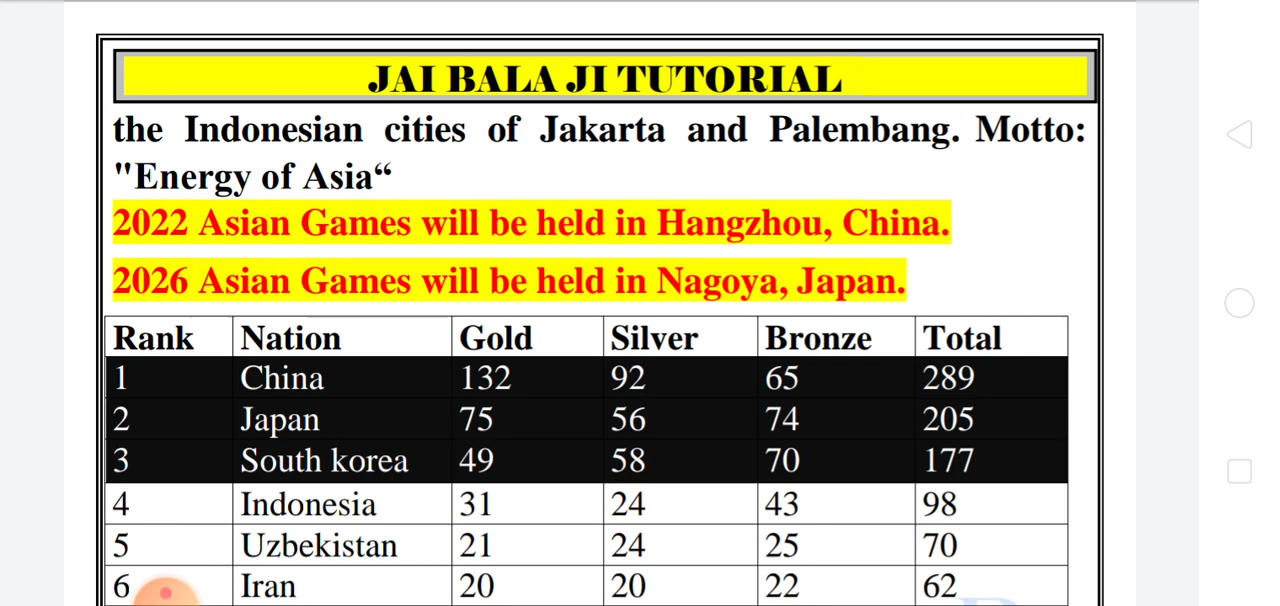 JAI BALA JI TUTORIAL
the Indonesian cities of Jakarta and Palembang. Motto:
"Energy of Asia“
2022 Asian Games will be held in Hangzhou, China.
2026 Asian Games will be held in Nagoya, Japan.
Rank Nation Gold Silver Bronze Total
1 China 132 92 65 289
2 Japan 75 56 74 205
3 South korea 49 58 70 177
4 Indonesia 31 24 43 98
5 Uzbekistan 21 24 25 70
6 Iran 20 20 22 62